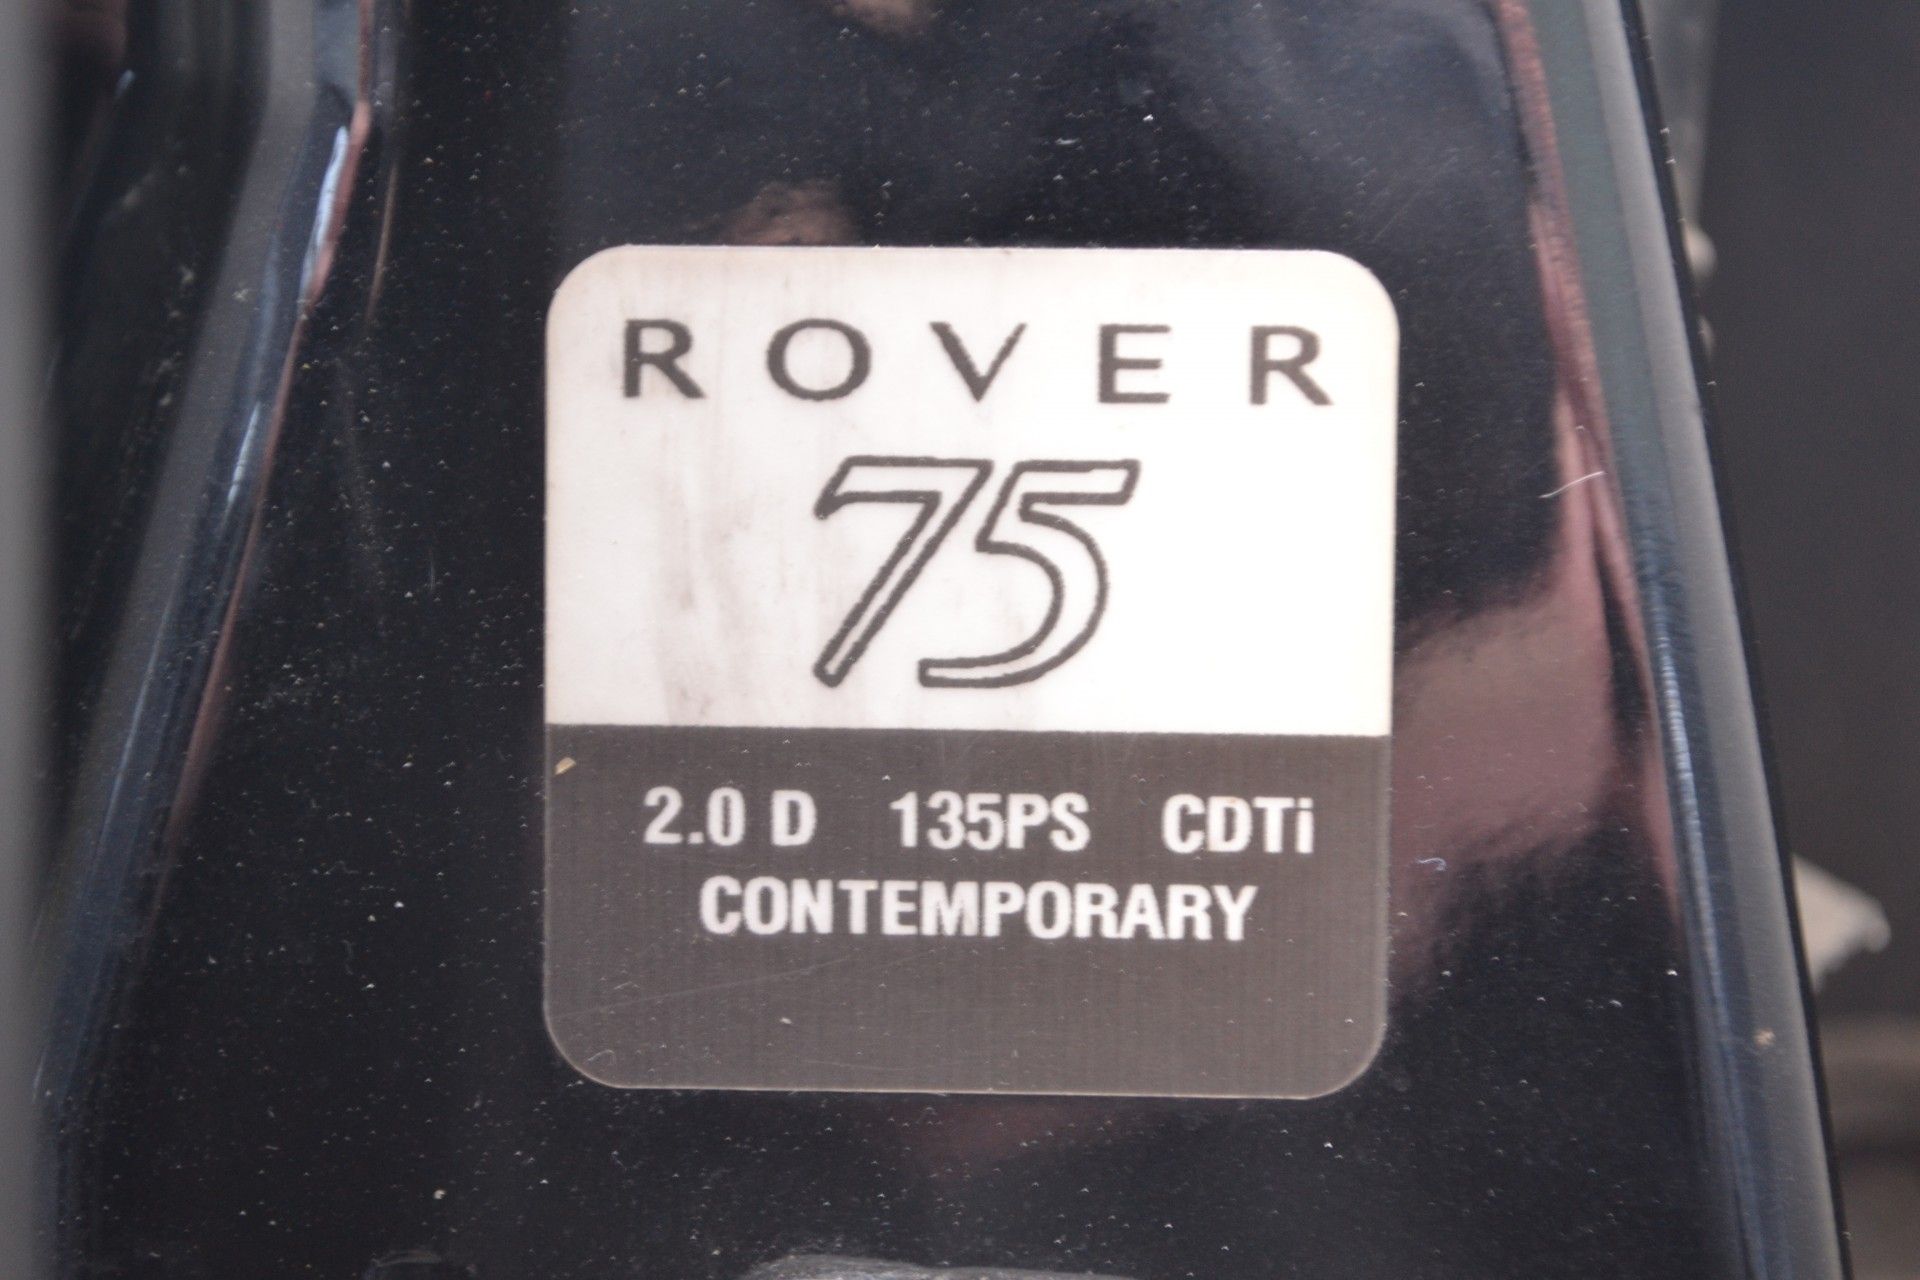 ROVER
75
2.0 D 135PS CDTi
CONTEMPORARY